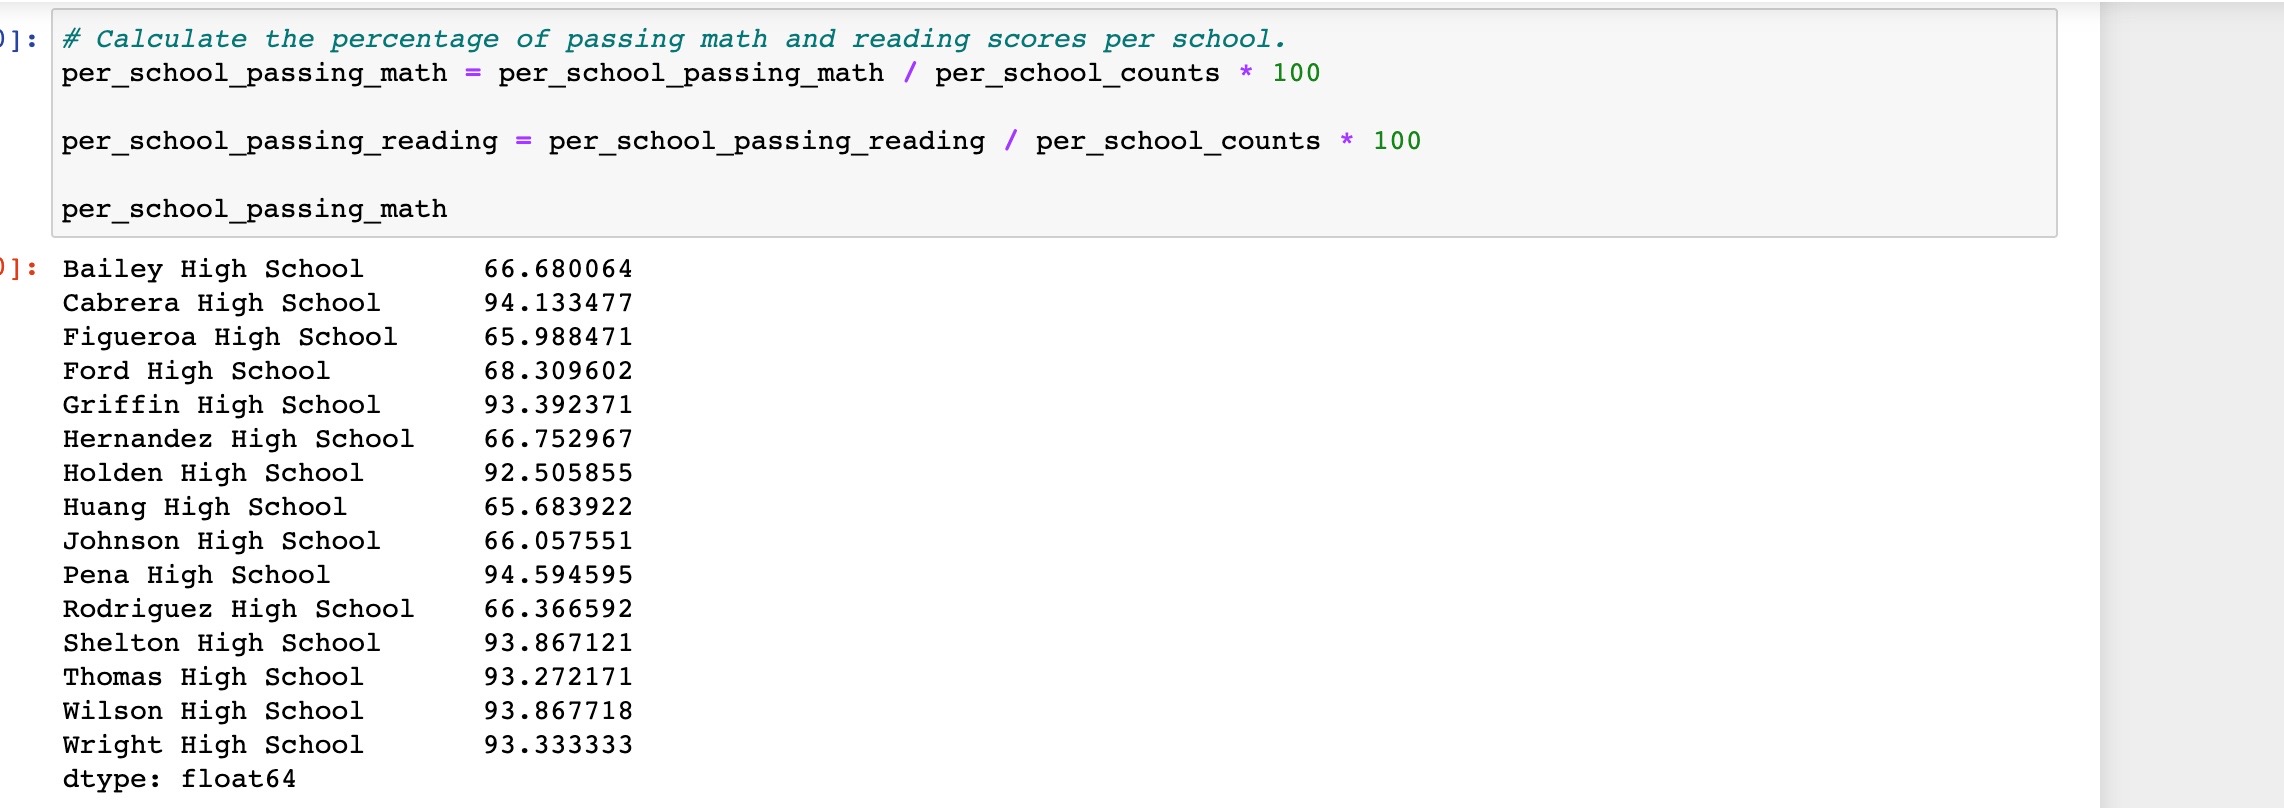 ]:
# Calculate the percentage of passing math and reading scores per school.
per_school_passing_math = per_school_passing_math / per_school_counts * 100
per_school_passing_reading = per_school_passing_reading / per_school_counts * 100
per_school_passing_math
]:
Bailey High School 66.680064
Cabrera High School 94.133477
Figueroa High School 65.988471
Ford High School 68.309602
Griffin High School 93.392371
Hernandez High School 66.752967
Holden High School 92.505855
Huang High School 65.683922
Johnson High School 66.057551
Pena High School 94.594595
Rodriguez High School 66.366592
Shelton High School 93.867121
Thomas High School 93.272171
Wilson High School 93.867718
Wright High School 93.333333
dtype: float64